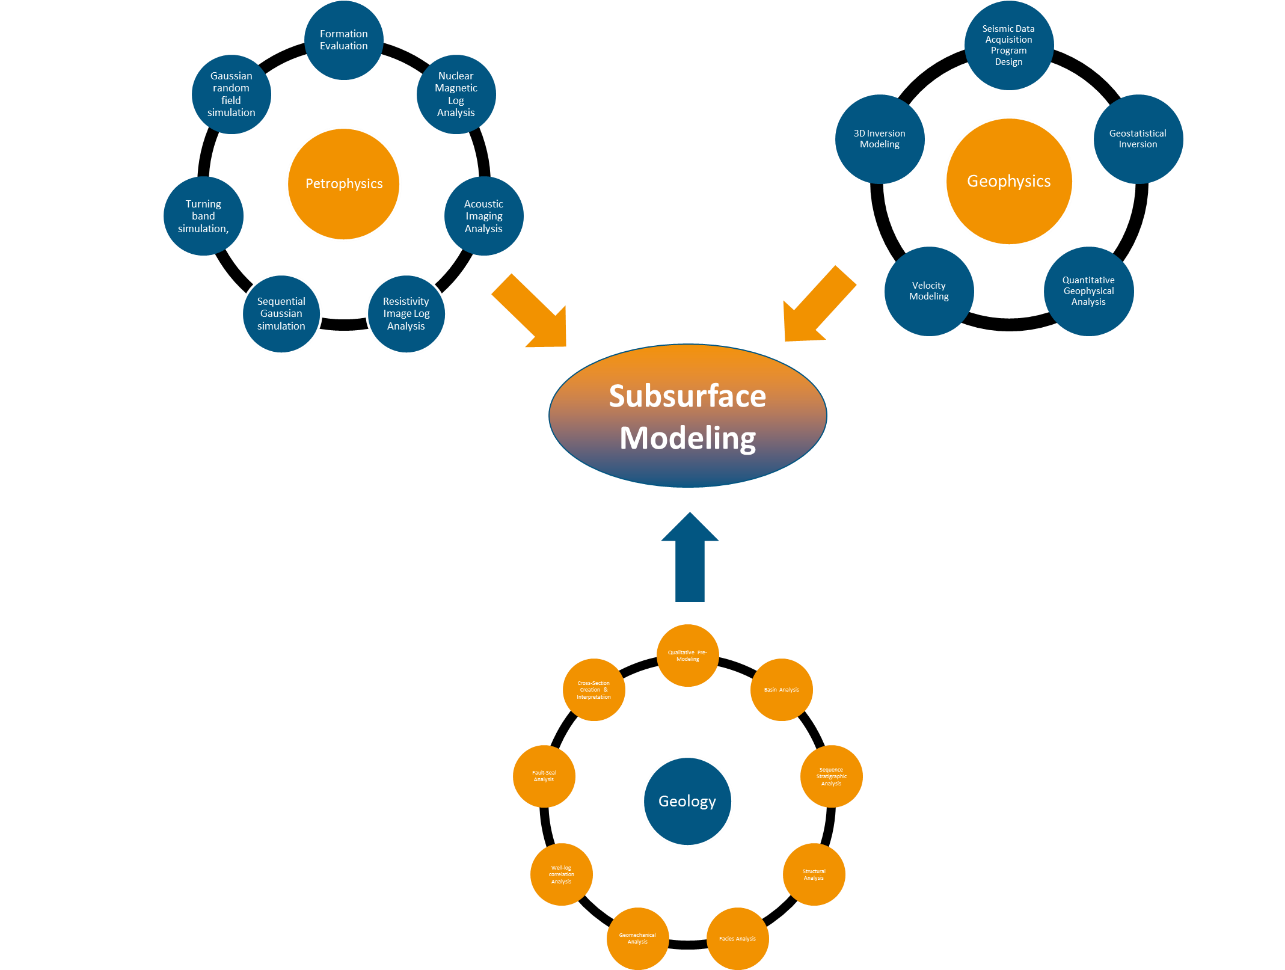 Formation
Evaluation
Nuclear
Magnetic
Log
Analysis
Acoustic
Imaging
Analysis
Resistivity
Image Log
Analysis
Sequential
Gaussian
simulation
Turning
band
simulation,
Gaussian
random
field
simulation
Petrophysics
Seismic Data
Acquisition
Program
Design
Geostatistical
Inversion
Quantitative
Geophysical
Analysis
Velocity
Modeling
3D Inversion
Modeling
Geophysics
Subsurface
Modeling
Qualitative Pre-
Modeling
Basin Analysis
Sequence
Stratigraphic
Analysis
Structural
Analysis
Facies Analysis
Geomechanical
Analysis
Well-log
correlation
Analysis
Fault-Seal
Analysis
Cross-Section
Creation &
Interpretation
Geology